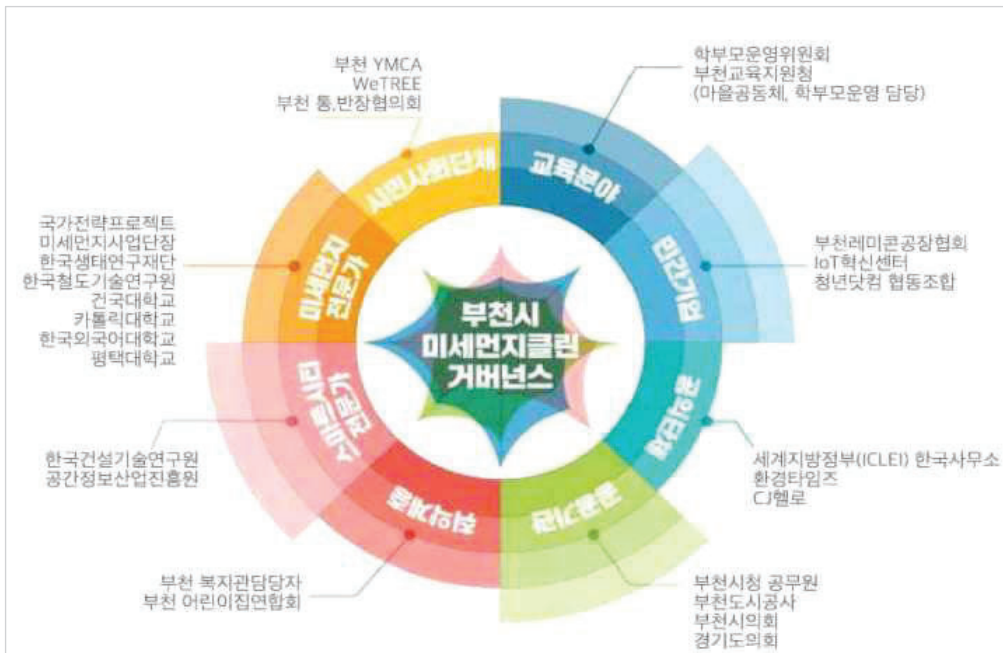 부천 YMCA
WeTREE
부천 통,반장협의회
학부모운영위원회
부천교육지원청
(마을공동체, 학부모운영 담당)
시민사회단체
교육분야
국가전략프로젝트
미세먼지사업단장
한국생태연구재단
한국철도기술연구원
건국대학교
카톨릭대학교
한국외국어대학교
평택대학교
미세먼지
전문가
민간기업
부천레미콘공장협회
IoT혁신센터
청년닷컴 협동조합
부천시
미세먼지클린
거버넌스
스마트시티
전문가
공익단체
한국건설기술연구원
공간정보산업진흥원
세계지방정부(ICLEI) 한국사무소
환경타임즈
CJ헬로
취약계층
공공기관
부천 복지관담당자
부천 어린이집연합회
부천시청 공무원
부천도시공사
부천시의회
경기도의회